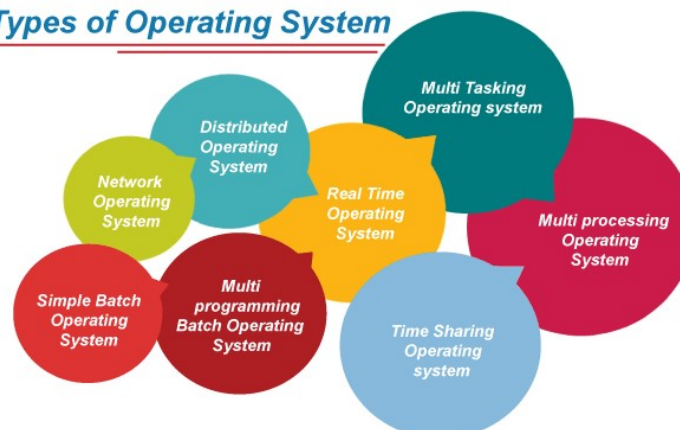 Types of Operating System
Multi Tasking
Operating system
Distributed
Operating
System
Network
Operating
System
Real Time
Operating
System
Multi processing
Operating
System
Simple Batch
Operating
System
Multi
programming
Batch Operating
System
Time Sharing
Operating
system